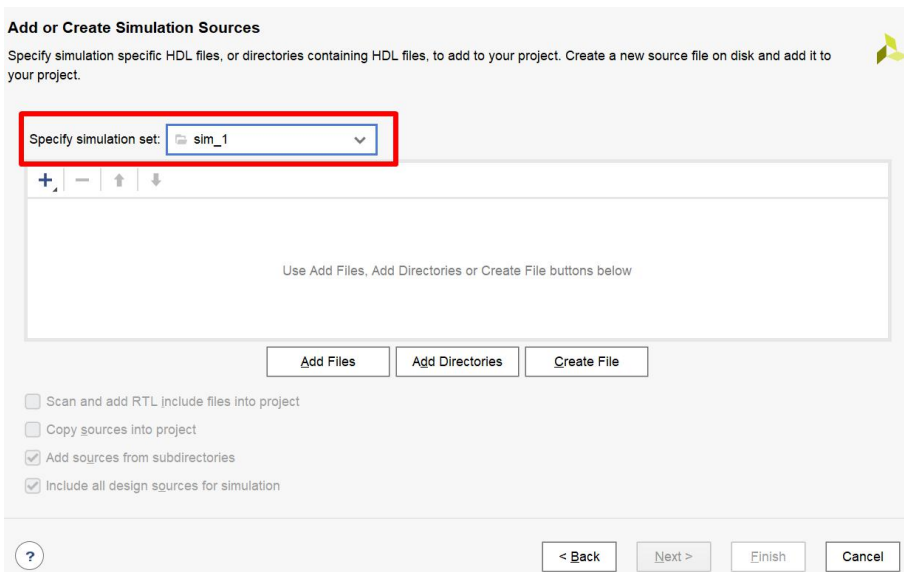 Add or Create Simulation Sources
Specify simulation specific HDL files, or directories containing HDL files, to add to your project. Create a new source file on disk and add it to
your project.
Specify simulation set: sim_1
Use Add Files, Add Directories or Create File buttons below
Add Files Add Directories Create File
Scan and add RTL include files into project
Copy sources into project
Add sources from subdirectories
Include all design sources for simulation
? < Back Next > Finish Cancel